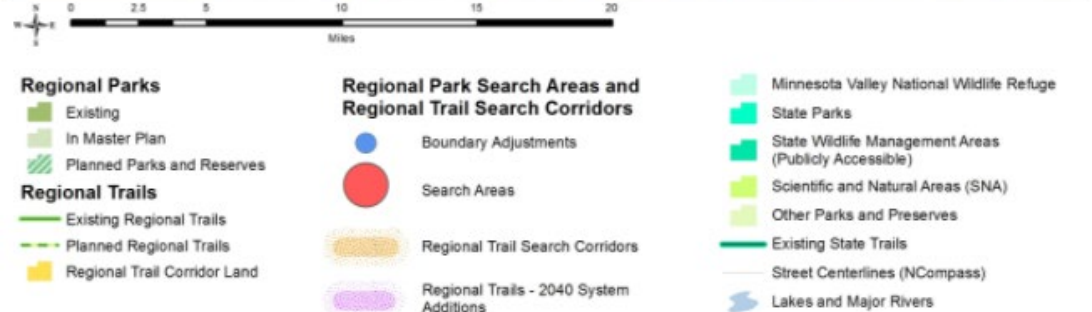 N
W E
S
0 2.5 5 10 15 20
Miles
Regional Parks
Existing
In Master Plan
Planned Parks and Reserves
Regional Trails
Existing Regional Trails
Planned Regional Trails
Regional Trail Corridor Land
Regional Park Search Areas and
Regional Trail Search Corridors
Boundary Adjustments
Search Areas
Regional Trail Search Corridors
Regional Trails - 2040 System
Additions
Minnesota Valley National Wildlife Refuge
State Parks
State Wildlife Management Areas
(Publicly Accessible)
Scientific and Natural Areas (SNA)
Other Parks and Preserves
Existing State Trails
Street Centerlines (NCompass)
Lakes and Major Rivers